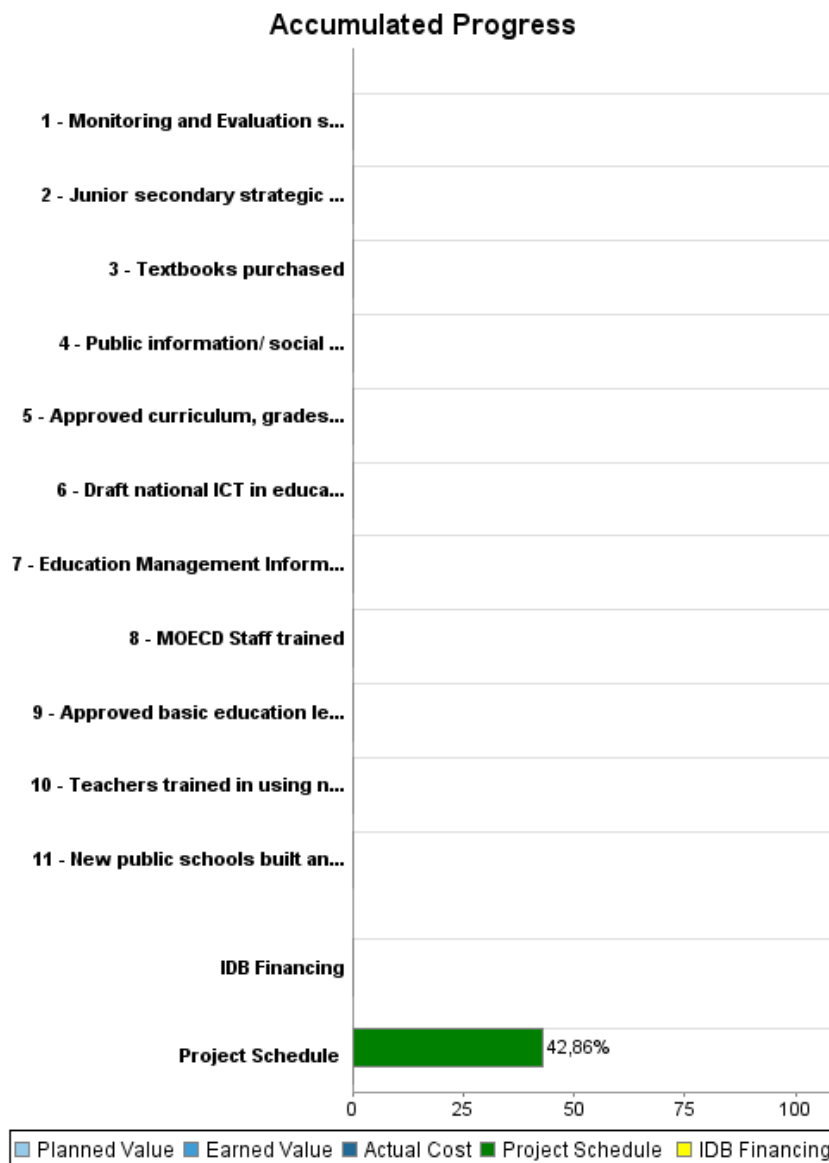 Accumulated Progress
1 - Monitoring and Evaluation s...
2 - Junior secondary strategic ...
3 - Textbooks purchased
4 - Public information/ social ...
5 - Approved curriculum, grades...
6 - Draft national ICT in educa...
7 - Education Management Inform...
8 - MOECD Staff trained
9 - Approved basic education le...
10 - Teachers trained in using n...
11 - New public schools built an...
IDB Financing
Project Schedule 42,86%
0 25 50 75 100
Planned Value Earned Value Actual Cost Project Schedule IDB Financing